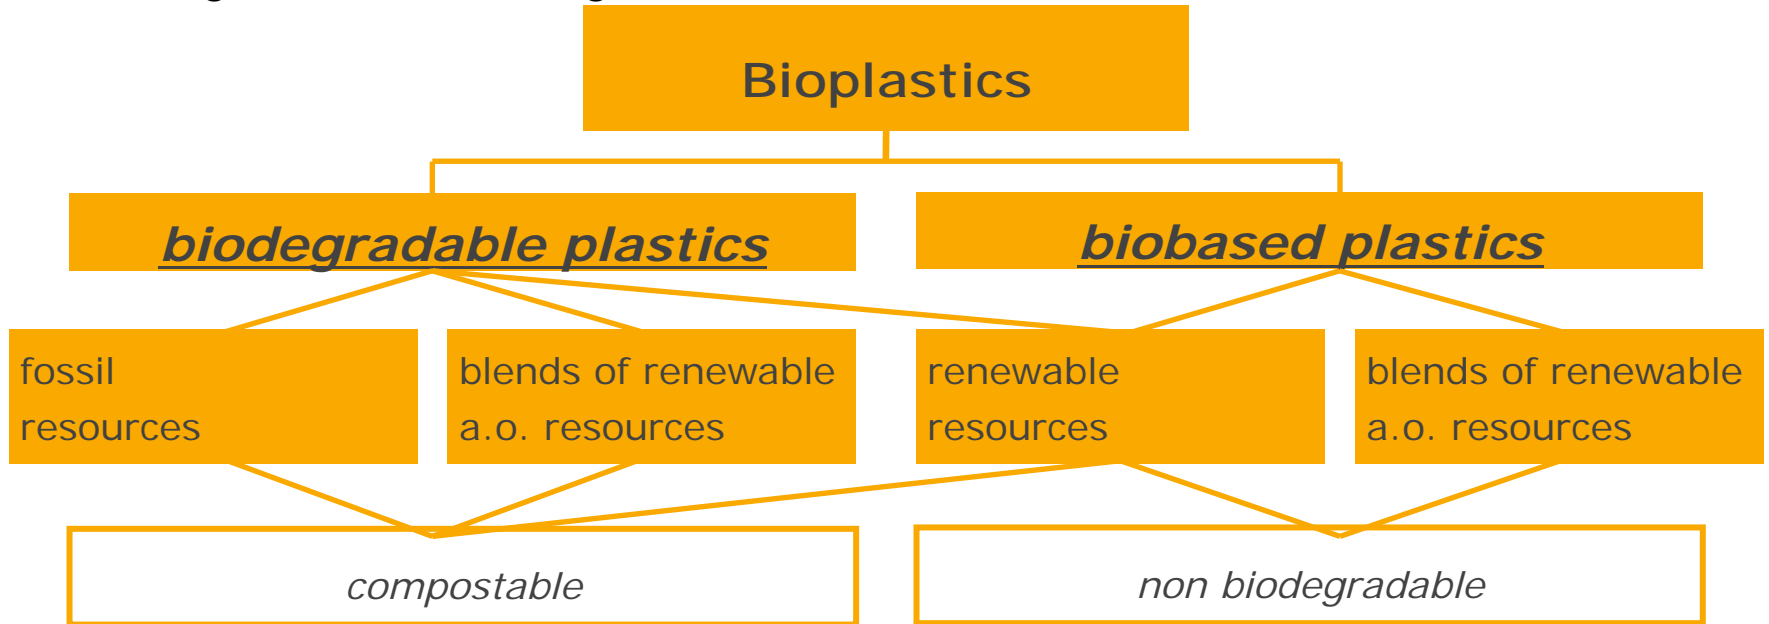 Bioplastics
biodegradable plastics
biobased plastics
fossil
resources
blends of renewable
a.o. resources
renewable
resources
blends of renewable
a.o. resources
compostable
non biodegradable